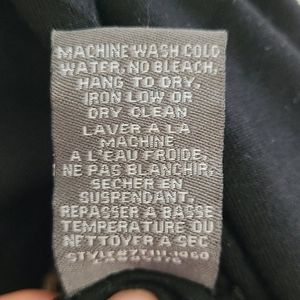 MACHINE WASH COLD
WATER, NO BLEACH,
HANG TO DRY,
IRON LOW OR
DRY CLEAN
LAVER A LA
MACHINE
A L'EAU FROIDE,
NE PAS BLANCHIR,
SECHER EN
SUSPENDANT,
REPASSER A BASSE
TEMPERATURE OU
NETTOYER A SEC